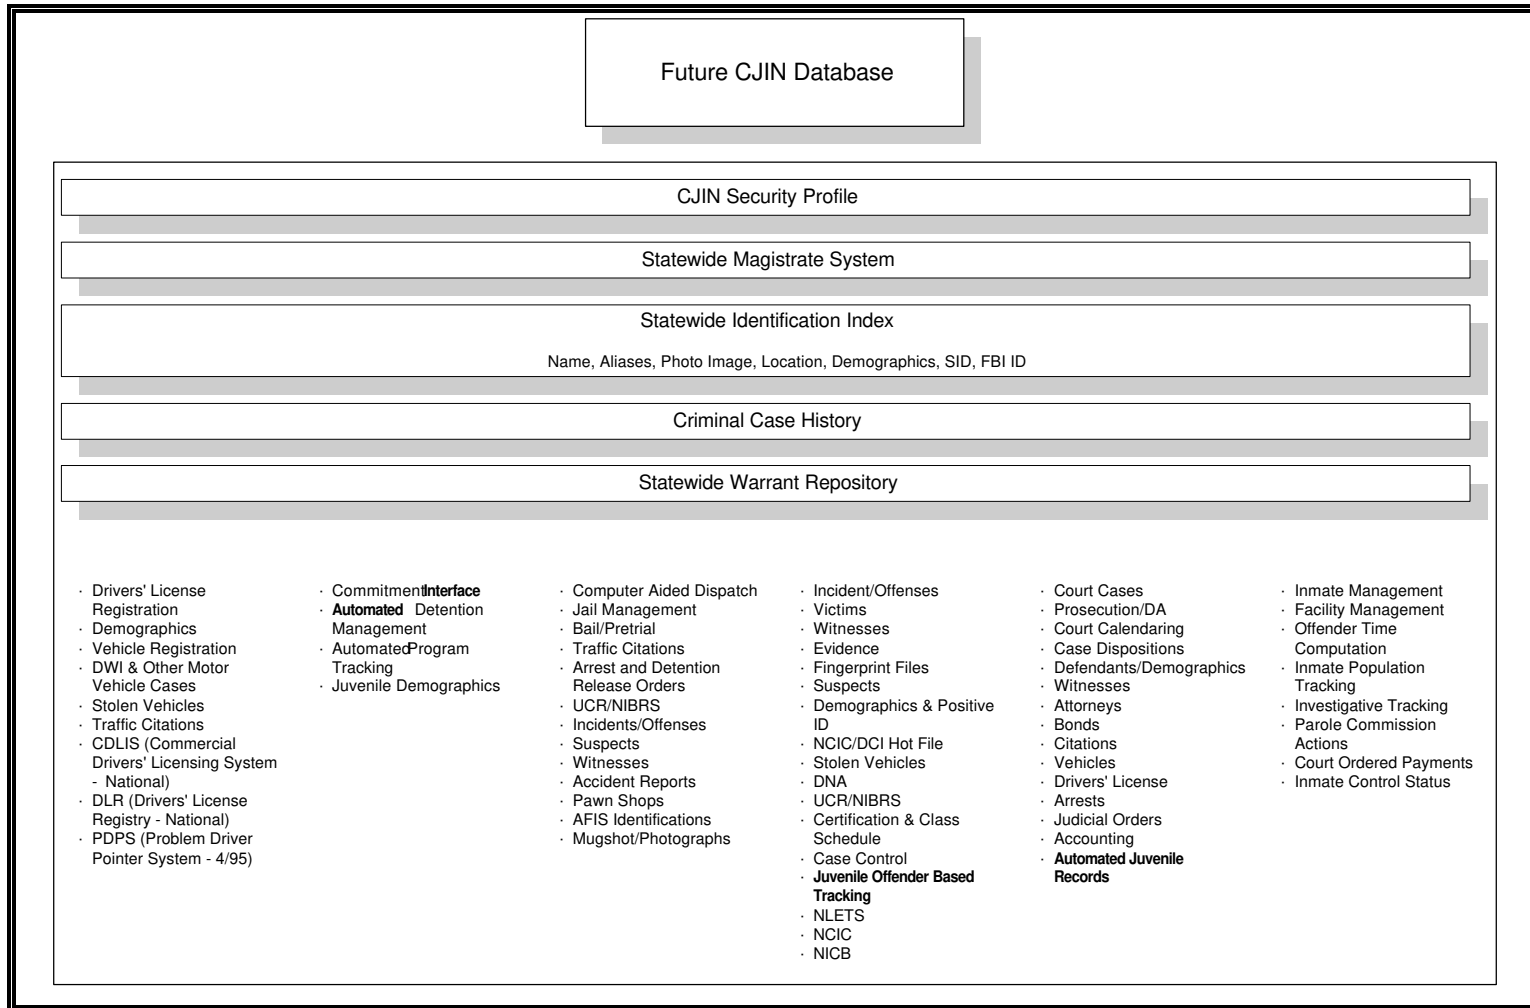 Future CJIN Database
CJIN Security Profile
Statewide Magistrate System
Statewide Identification Index
Name, Aliases, Photo Image, Location, Demographics, SID, FBI ID
Criminal Case History
Statewide Warrant Repository
· Drivers' License
Registration
· Demographics
· Vehicle Registration
· DWI & Other Motor
Vehicle Cases
· Stolen Vehicles
· Traffic Citations
· CDLIS (Commercial
Drivers' Licensing System
- National)
· DLR (Drivers' License
Registry - National)
· PDPS (Problem Driver
Pointer System - 4/95)
· Commitment Interface
· Automated Detention
Management
· Automated Program
Tracking
· Juvenile Demographics
· Computer Aided Dispatch
· Jail Management
· Bail/Pretrial
· Traffic Citations
· Arrest and Detention
Release Orders
· UCR/NIBRS
· Incidents/Offenses
· Suspects
· Witnesses
· Accident Reports
· Pawn Shops
· AFIS Identifications
· Mugshot/Photographs
· Incident/Offenses
· Victims
· Witnesses
· Evidence
· Fingerprint Files
· Suspects
· Demographics & Positive
ID
· NCIC/DCI Hot File
· Stolen Vehicles
· DNA
· UCR/NIBRS
· Certification & Class
Schedule
· Case Control
· Juvenile Offender Based
Tracking
· NLETS
· NCIC
· NICB
· Court Cases
· Prosecution/DA
· Court Calendaring
· Case Dispositions
· Defendants/Demographics
· Witnesses
· Attorneys
· Bonds
· Citations
· Vehicles
· Drivers' License
· Arrests
· Judicial Orders
· Accounting
· Automated Juvenile
Records
· Inmate Management
· Facility Management
· Offender Time
Computation
· Inmate Population
Tracking
· Investigative Tracking
· Parole Commission
Actions
· Court Ordered Payments
· Inmate Control Status